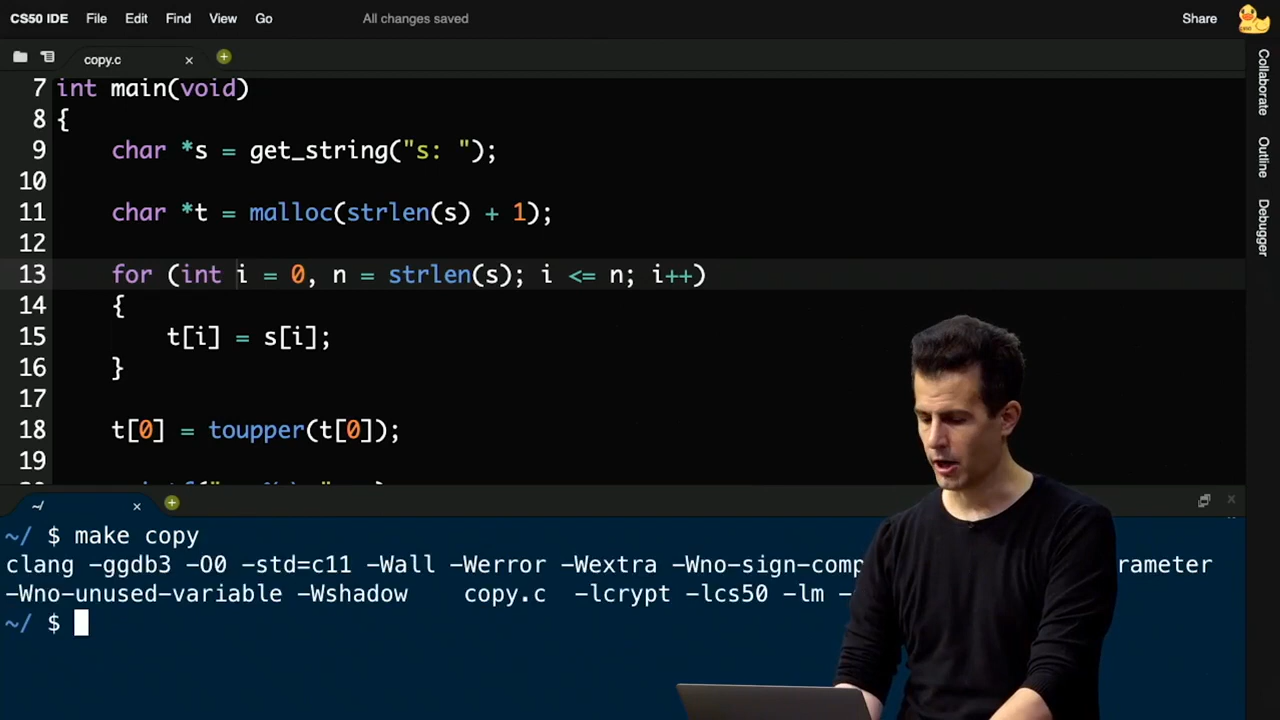 CS50 IDE File Edit Find View Go All changes saved Share
copy.c
7 int main(void)
8 {
9 char *s = get_string("s: ");
10
11 char *t = malloc(strlen(s) + 1);
12
13 for (int i = 0, n = strlen(s); i <= n; i++)
14 {
15 t[i] = s[i];
16 }
17
18 t[0] = toupper(t[0]);
19
Collaborate
Outline
Debugger
~/
~/ $ make copy
clang -ggdb3 -O0 -std=c11 -Wall -Werror -Wextra -Wno-sign-comp rameter
-Wno-unused-variable -Wshadow copy.c -lcrypt -lcs50 -lm -
~/ $